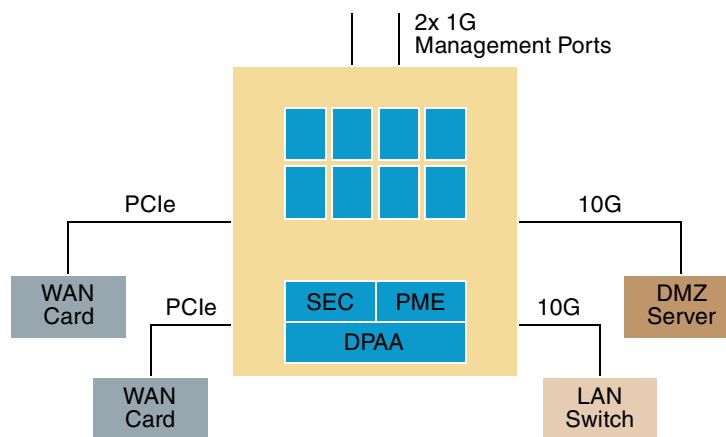 2x 1G
Management Ports
PCIe
10G
WAN
Card
DMZ
Server
PCIe
10G
SEC
PME
DPAA
WAN
Card
LAN
Switch